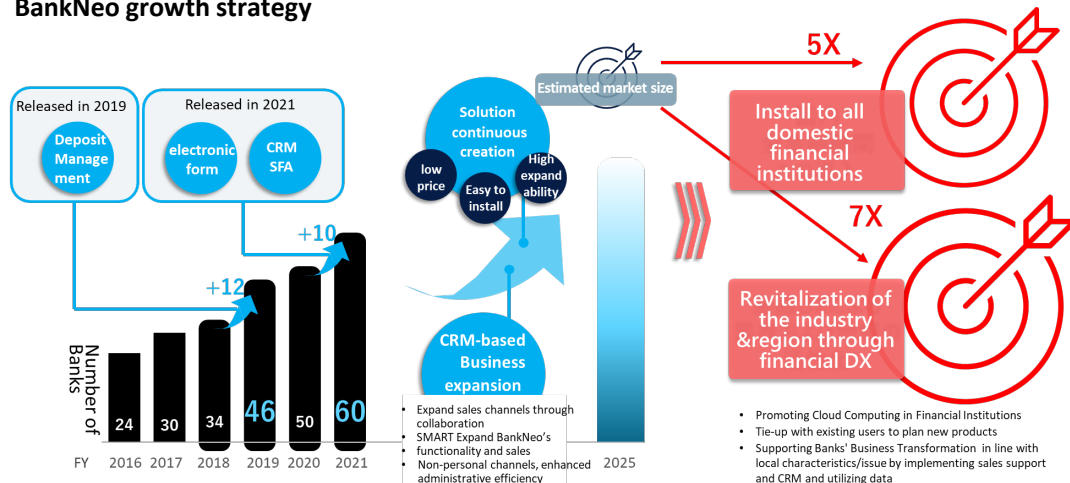 BankNeo growth strategy
Released in 2019
Deposit
Manage
ment
Released in 2021
electronic
form
CRM
SFA
+12
+10
Number of
Banks
24
30
34
46
50
60
FY
2016
2017
2018
2019
2020
2021
Solution
continuous
creation
low
price
Easy to
install
High
expand
ability
CRM-based
Business
expansion
• Expand sales channels through
collaboration
• SMART Expand BankNeo's
functionality and sales
• Non-personal channels, enhanced
administrative efficiency
Estimated market size
2025
5X
Install to all
domestic
financial
institutions
7X
Revitalization of
the industry
&region through
financial DX
• Promoting Cloud Computing in Financial Institutions
• Tie-up with existing users to plan new products
• Supporting Banks' Business Transformation in line with
local characteristics/issue by implementing sales support
and CRM and utilizing data